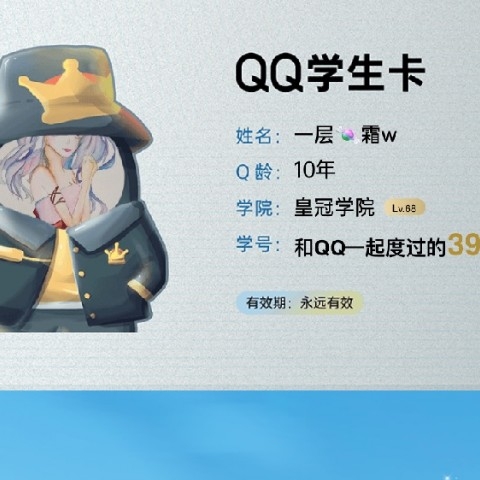 QQ学生卡
姓名： 一层🍬霜w
Q 龄： 10年
学院： 皇冠学院 Lv.68
学号： 和QQ一起度过的39
有效期：永远有效